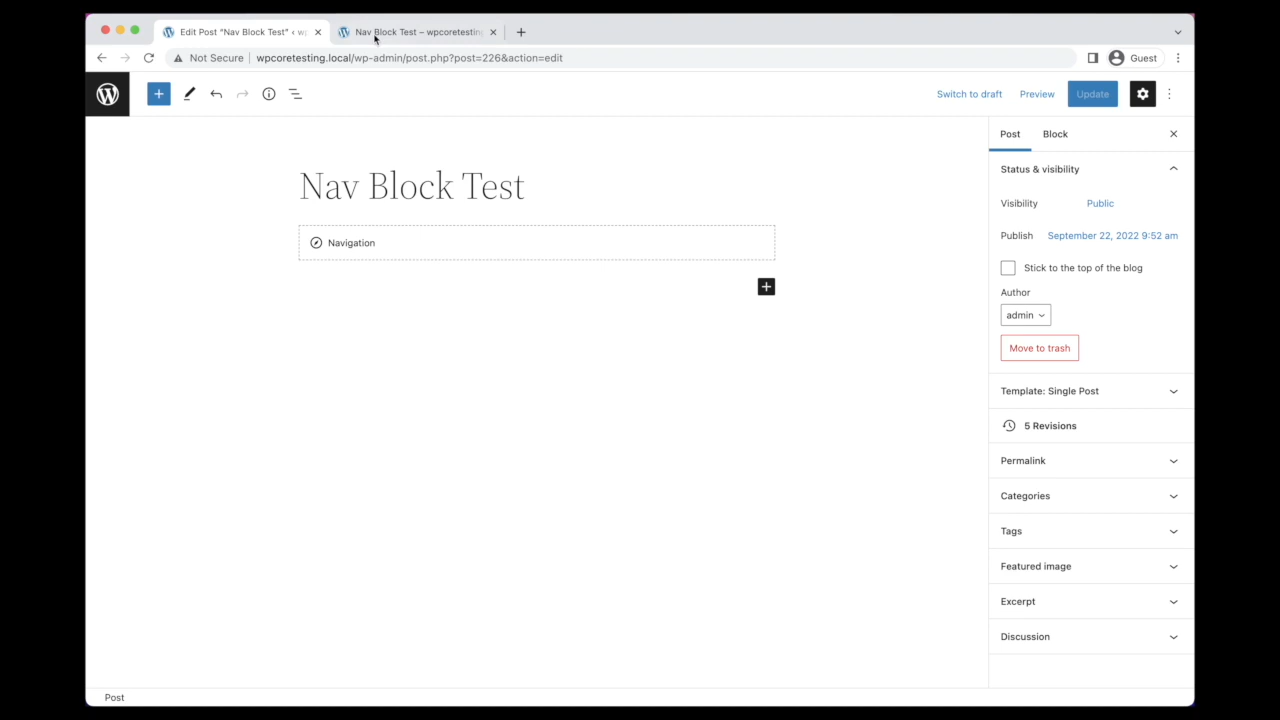 Edit Post “Nav Block Test” ‹ w
Nav Block Test – wpcoretesting
Not Secure
wpcoretesting.local/wp-admin/post.php?post=226&action=edit
Guest
Switch to draft
Preview
Update
Post
Block
Nav Block Test
Navigation
Status & visibility
Visibility
Public
Publish
September 22, 2022 9:52 am
Stick to the top of the blog
Author
admin
Move to trash
Template: Single Post
5 Revisions
Permalink
Categories
Tags
Featured image
Excerpt
Discussion
Post